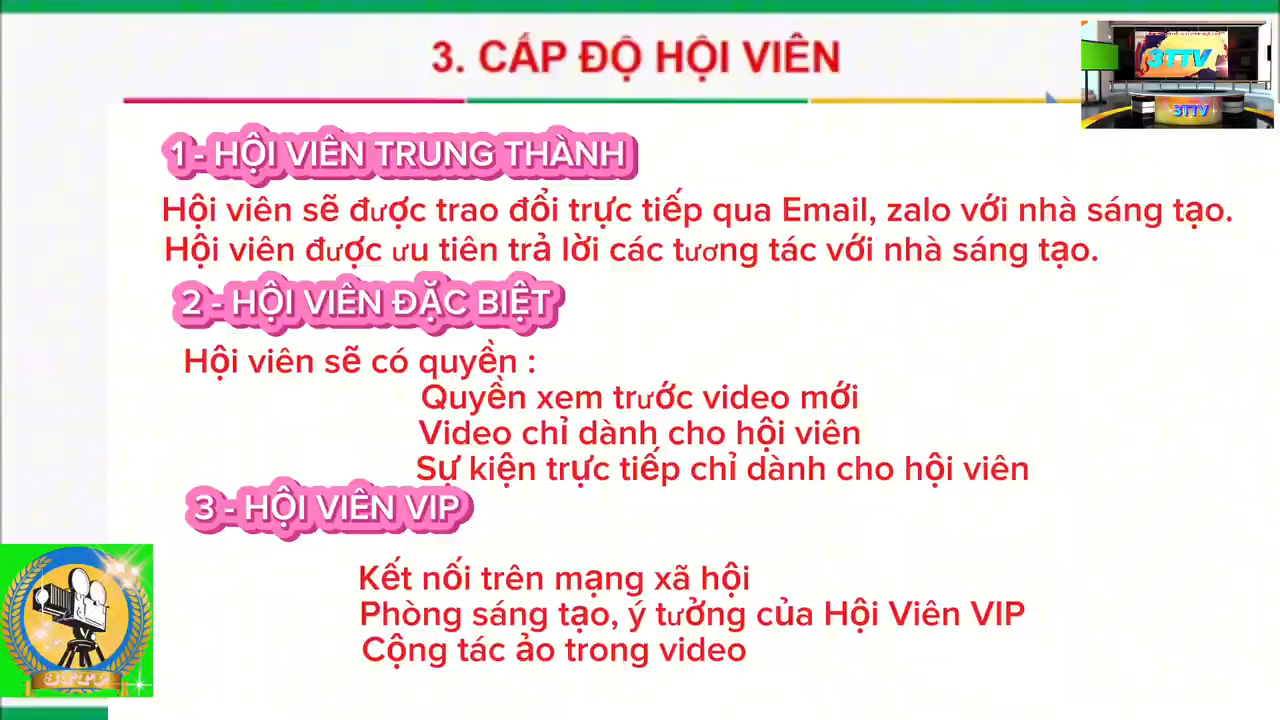 3. CẤP ĐỘ HỘI VIÊN
3TTV
3TTV
1 - HỘI VIÊN TRUNG THÀNH
Hội viên sẽ được trao đổi trực tiếp qua Email, zalo với nhà sáng tạo.
Hội viên được ưu tiên trả lời các tương tác với nhà sáng tạo.
2 - HỘI VIÊN ĐẶC BIỆT
Hội viên sẽ có quyền :
Quyền xem trước video mới
Video chỉ dành cho hội viên
Sự kiện trực tiếp chỉ dành cho hội viên
3 - HỘI VIÊN VIP
Kết nối trên mạng xã hội
Phòng sáng tạo, ý tưởng của Hội Viên VIP
Cộng tác ảo trong video
3TTV